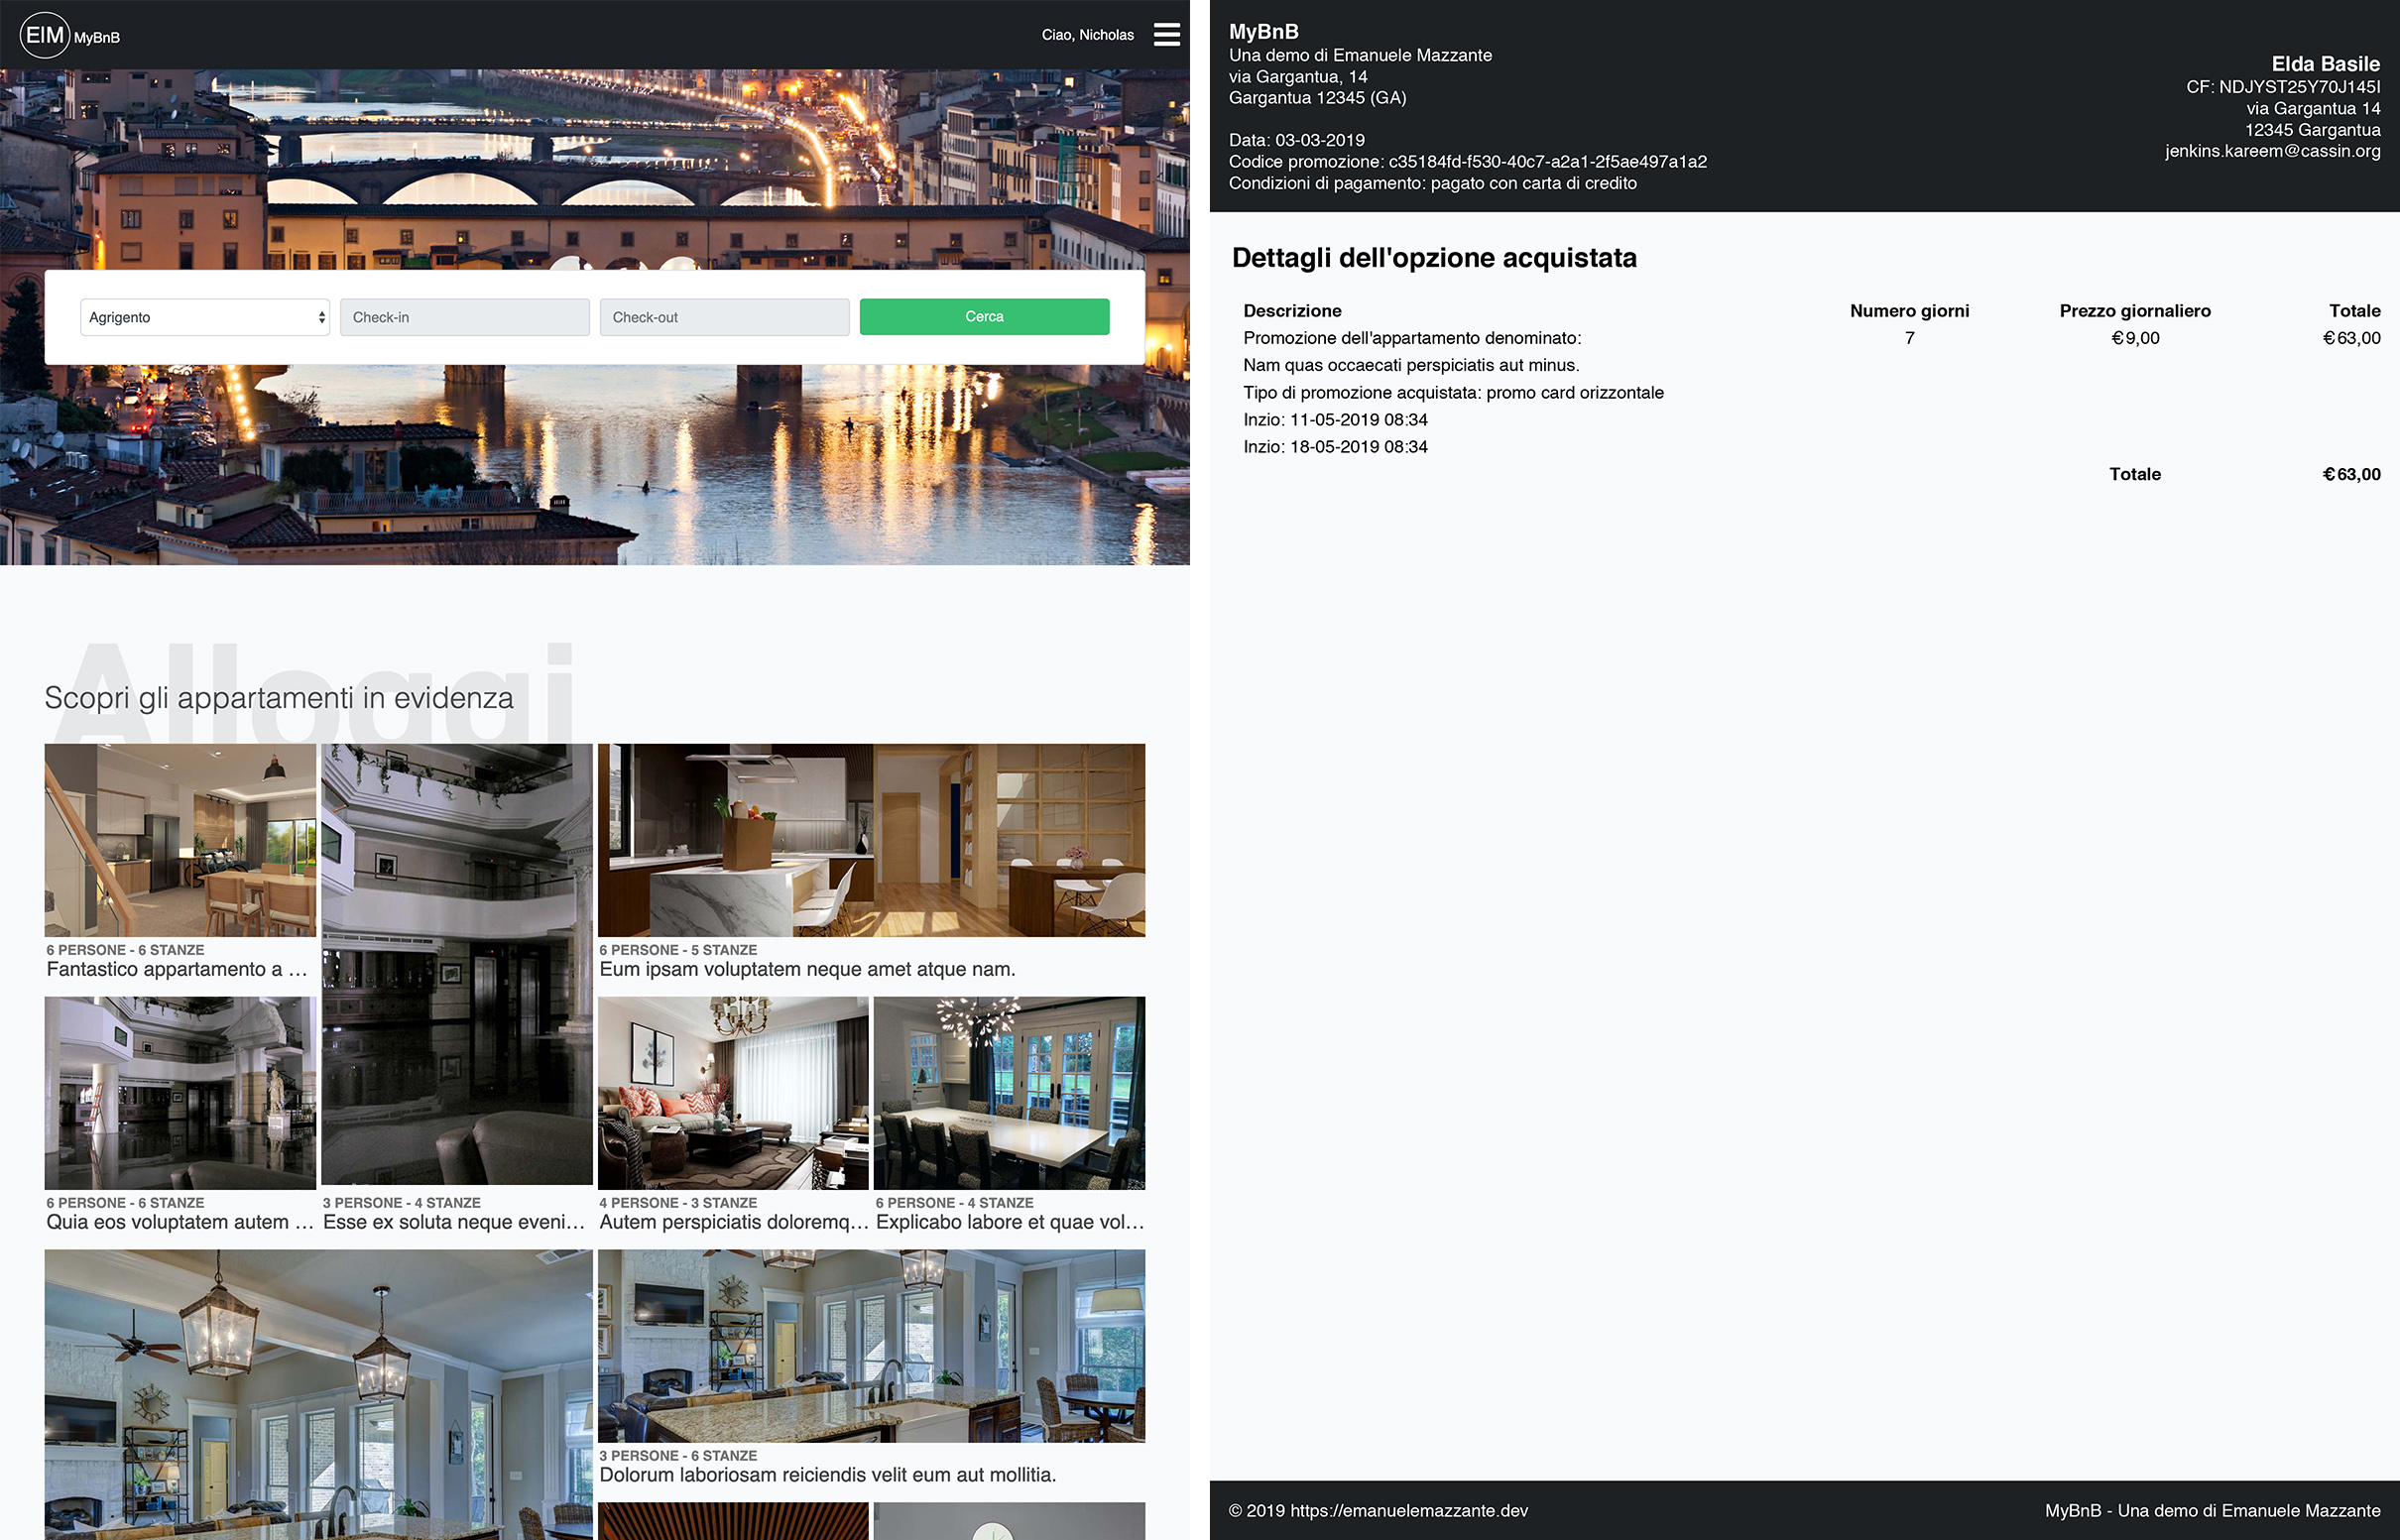 EIM MyBnB
Ciao, Nicholas
Agrigento
Check-in
Check-out
Cerca
Alloggi
Scopri gli appartamenti in evidenza
6 PERSONE - 6 STANZE
Fantastico appartamento a …
6 PERSONE - 5 STANZE
Eum ipsam voluptatem neque amet atque nam.
6 PERSONE - 6 STANZE
Quia eos voluptatem autem …
3 PERSONE - 4 STANZE
Esse ex soluta neque eveni…
4 PERSONE - 3 STANZE
Autem perspiciatis doloremq…
6 PERSONE - 4 STANZE
Explicabo labore et quae vol…
3 PERSONE - 6 STANZE
Dolorum laboriosam reiciendis velit eum aut mollitia.
MyBnB
Una demo di Emanuele Mazzante
via Gargantua, 14
Gargantua 12345 (GA)
Data: 03-03-2019
Codice promozione: c35184fd-f530-40c7-a2a1-2f5ae497a1a2
Condizioni di pagamento: pagato con carta di credito
Elda Basile
CF: NDJYST25Y70J145I
via Gargantua 14
12345 Gargantua
jenkins.kareem@cassin.org
Dettagli dell'opzione acquistata
Descrizione Numero giorni Prezzo giornaliero Totale
Promozione dell'appartamento denominato: 7 €9,00 €63,00
Nam quas occaecati perspiciatis aut minus.
Tipo di promozione acquistata: promo card orizzontale
Inzio: 11-05-2019 08:34
Inzio: 18-05-2019 08:34
Totale €63,00
© 2019 https://emanuelemazzante.dev
MyBnB - Una demo di Emanuele Mazzante